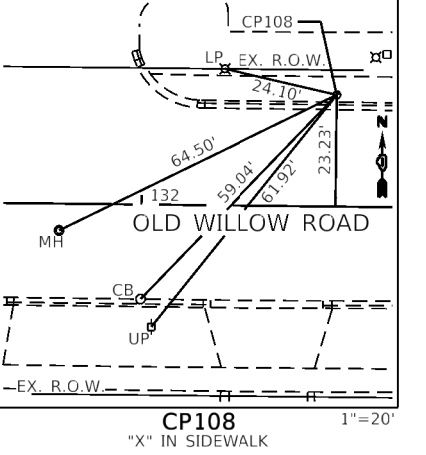 CP108
LP
EX. R.O.W.
24.10'
64.50'
59.04'
61.92'
23.23'
N
132
OLD WILLOW ROAD
MH
CB
UP
EX. R.O.W.
CP108
1"=20'
"X" IN SIDEWALK